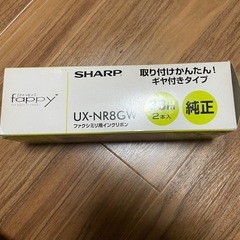 SHARP
取り付けかんたん！
ギヤ付きタイプ
fappy
UX-NR8GW
ファクシミリ用インクリボン
2本入
純正